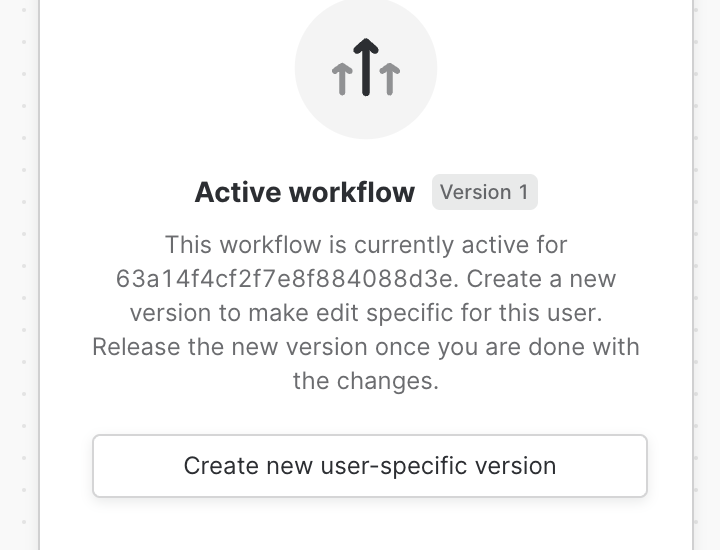 Active workflow Version 1
This workflow is currently active for
63a14f4cf2f7e8f884088d3e. Create a new
version to make edit specific for this user.
Release the new version once you are done with
the changes.
Create new user-specific version